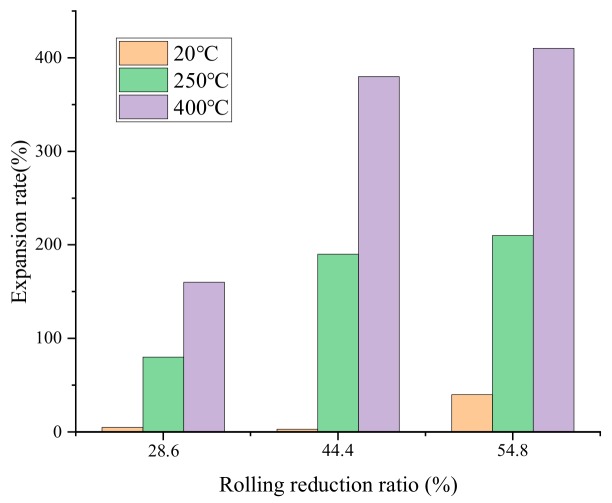 20℃
250℃
400℃
Expansion rate(%)
400
300
200
100
0
28.6 44.4 54.8
Rolling reduction ratio (%)